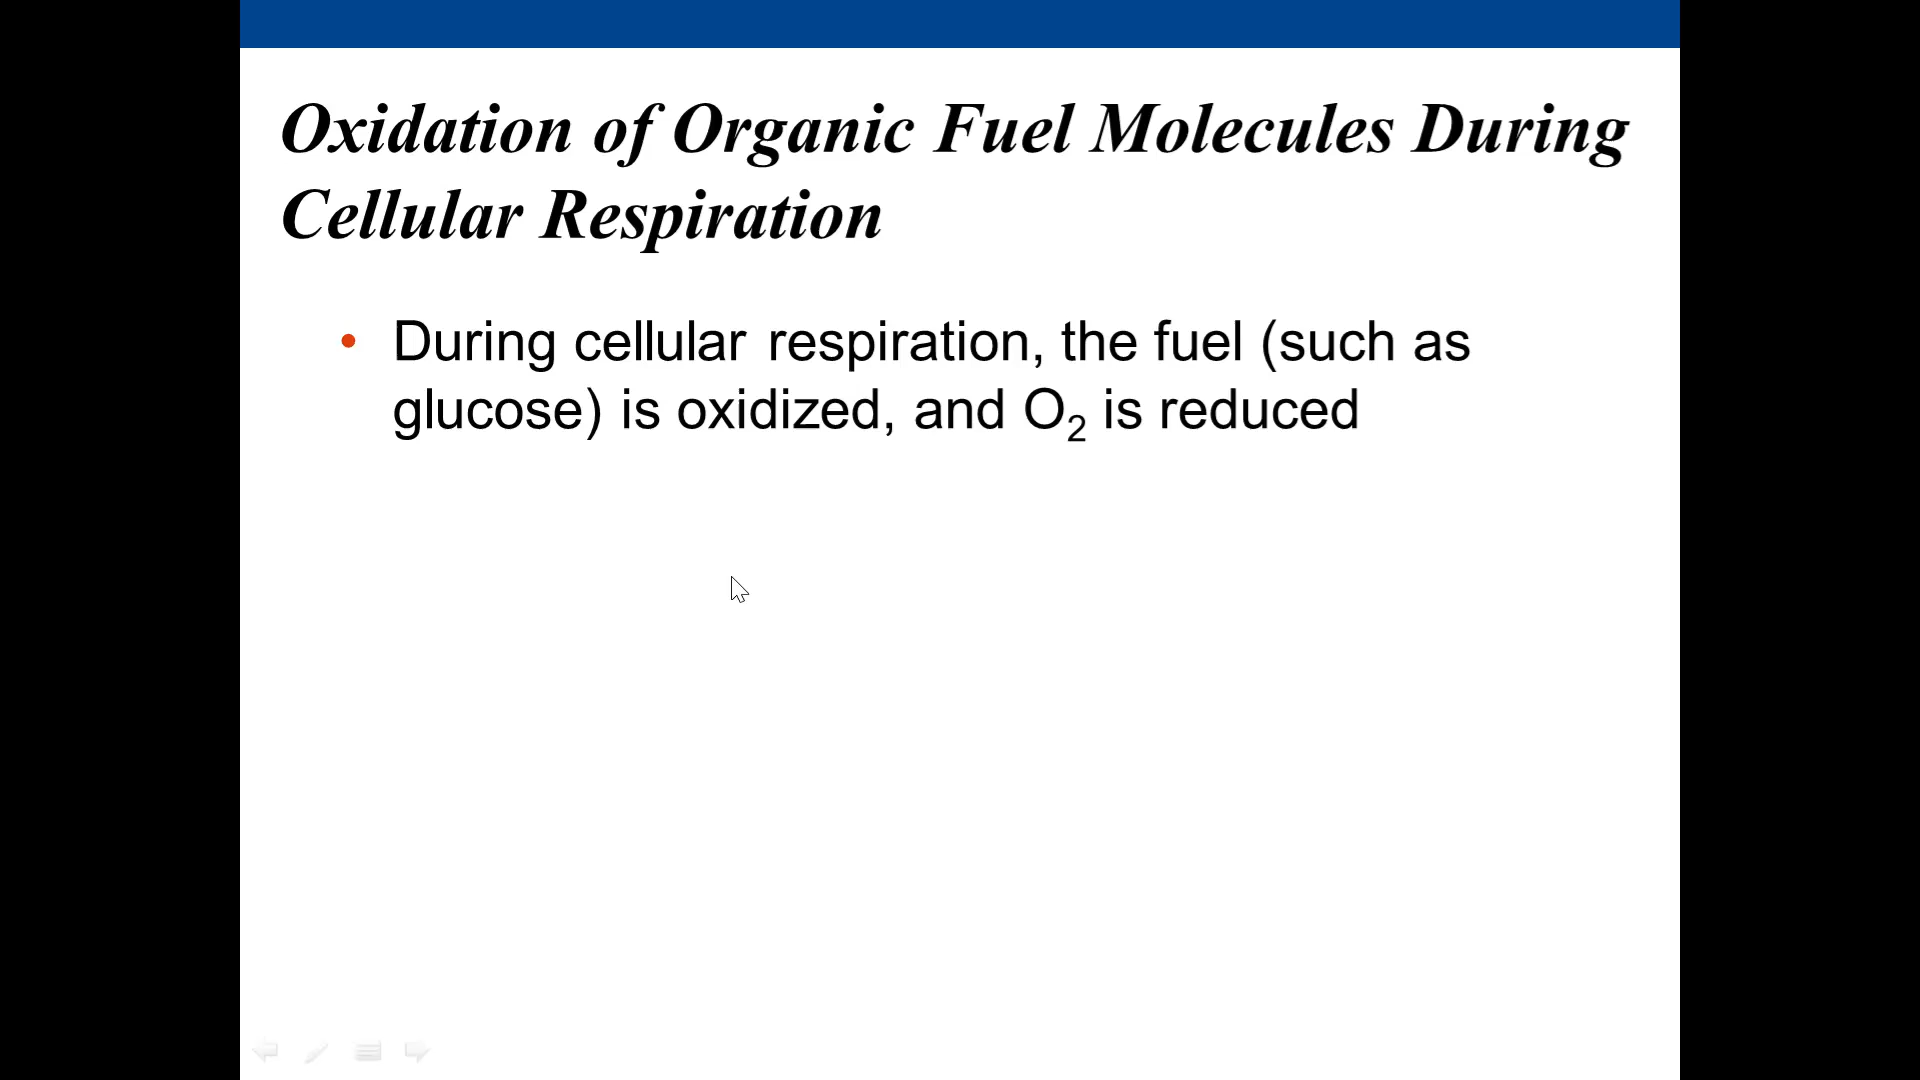 Oxidation of Organic Fuel Molecules During
Cellular Respiration
• During cellular respiration, the fuel (such as
glucose) is oxidized, and O₂ is reduced